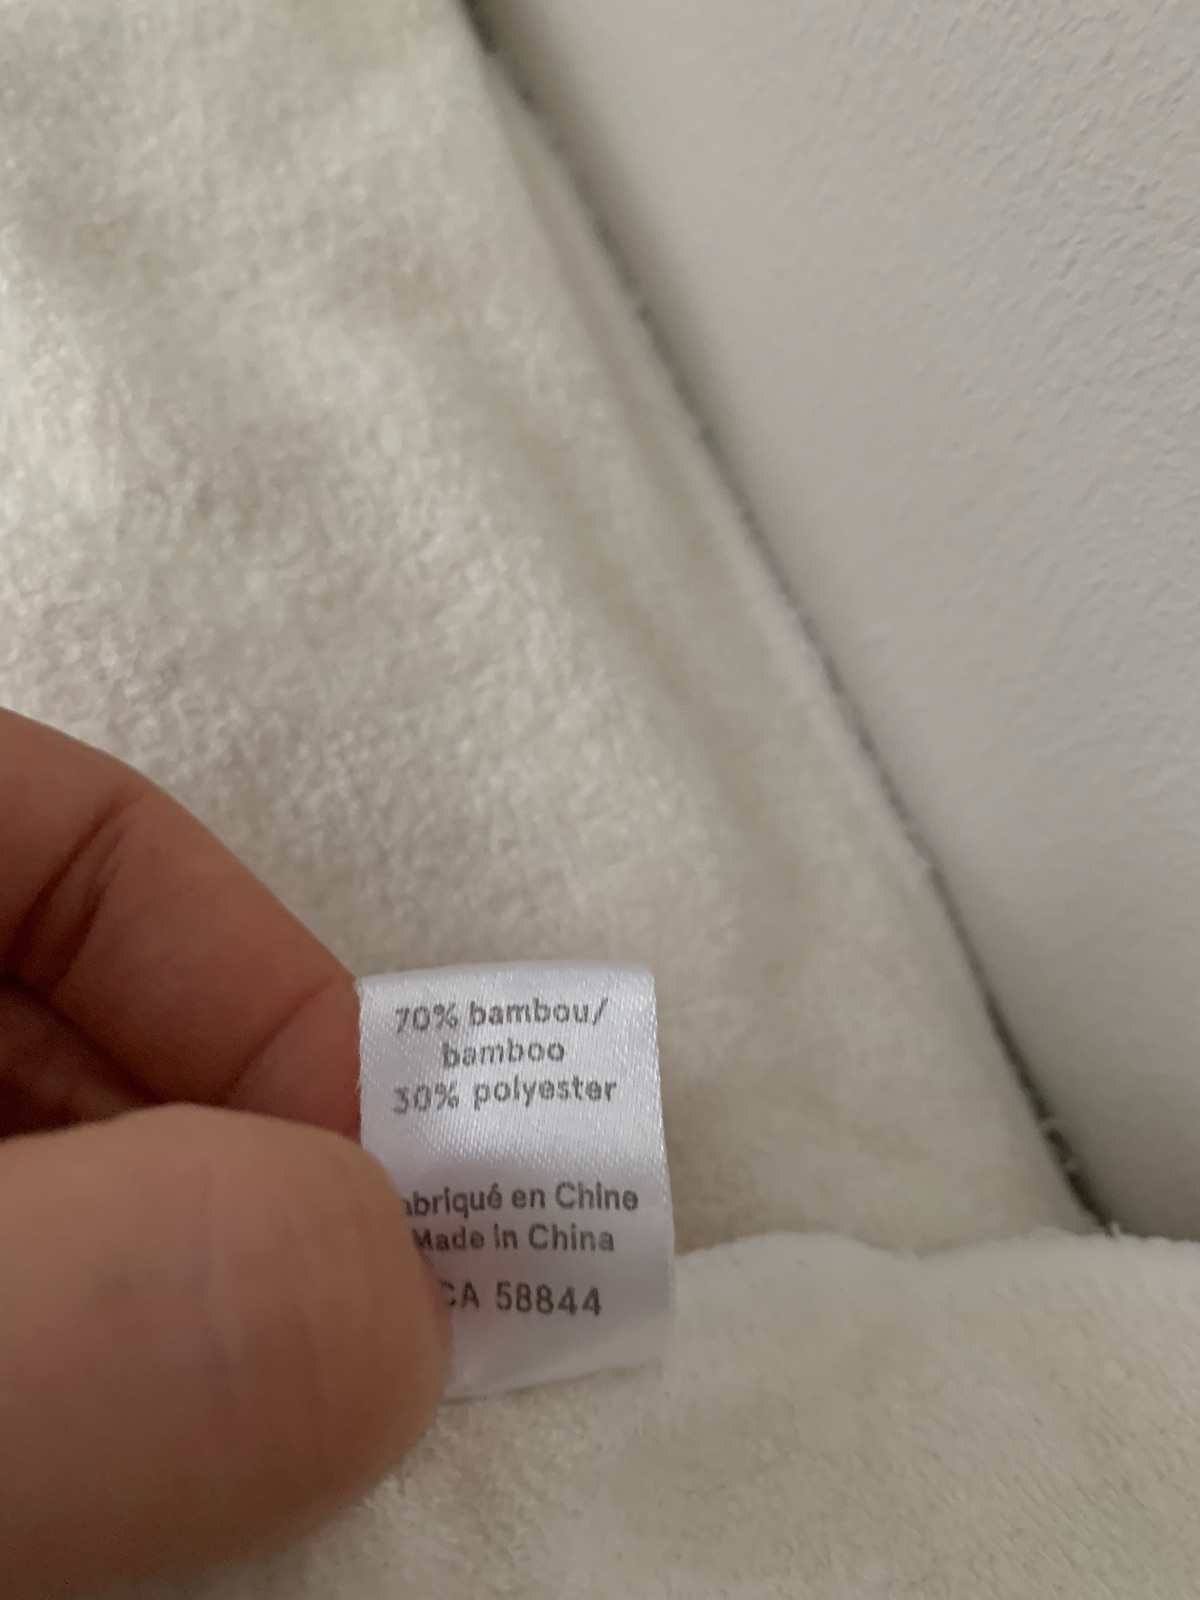 70% bambou/
bamboo
30% polyester
abriqué en Chine
Made in China
CA 58844